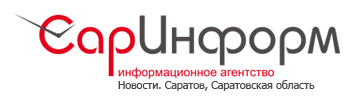 СарИнформ
информационное агентство
Новости. Саратов, Саратовская область